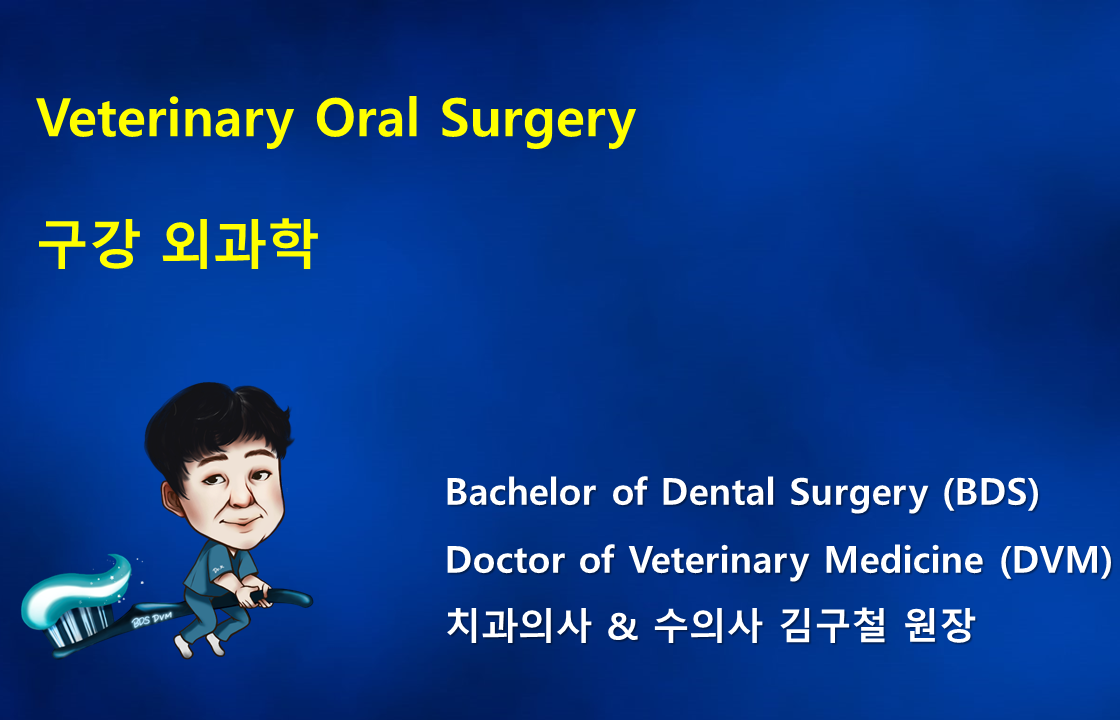 Veterinary Oral Surgery
구강 외과학
Bachelor of Dental Surgery (BDS)
Doctor of Veterinary Medicine (DVM)
치과의사 & 수의사 김구철 원장
BDS DVM